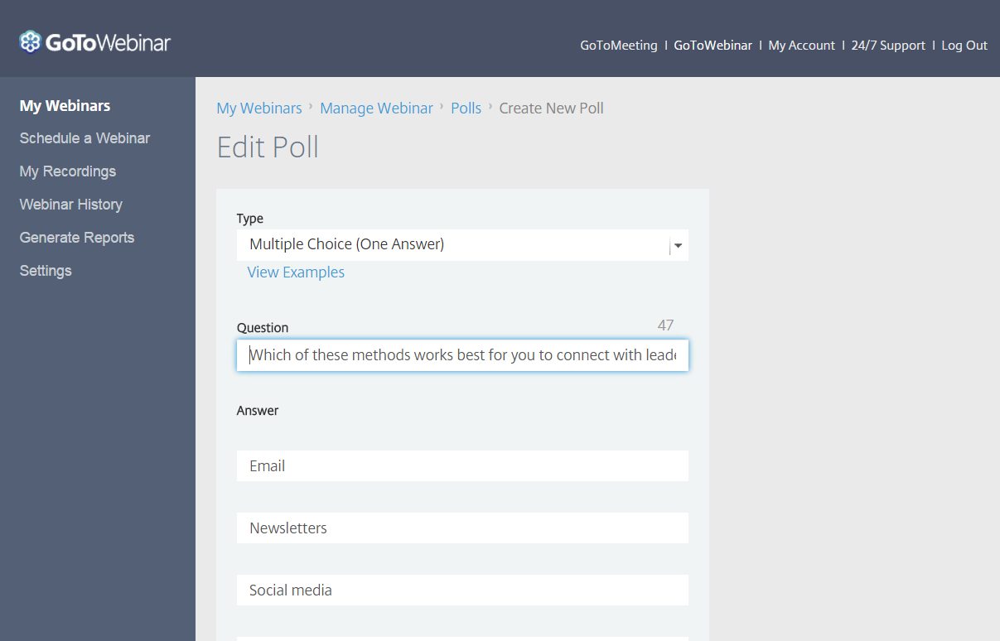 GoToWebinar
GoToMeeting | GoToWebinar | My Account | 24/7 Support | Log Out
My Webinars
Schedule a Webinar
My Recordings
Webinar History
Generate Reports
Settings
My Webinars › Manage Webinar › Polls › Create New Poll
Edit Poll
Type
Multiple Choice (One Answer)
View Examples
Question 47
Which of these methods works best for you to connect with leade
Answer
Email
Newsletters
Social media